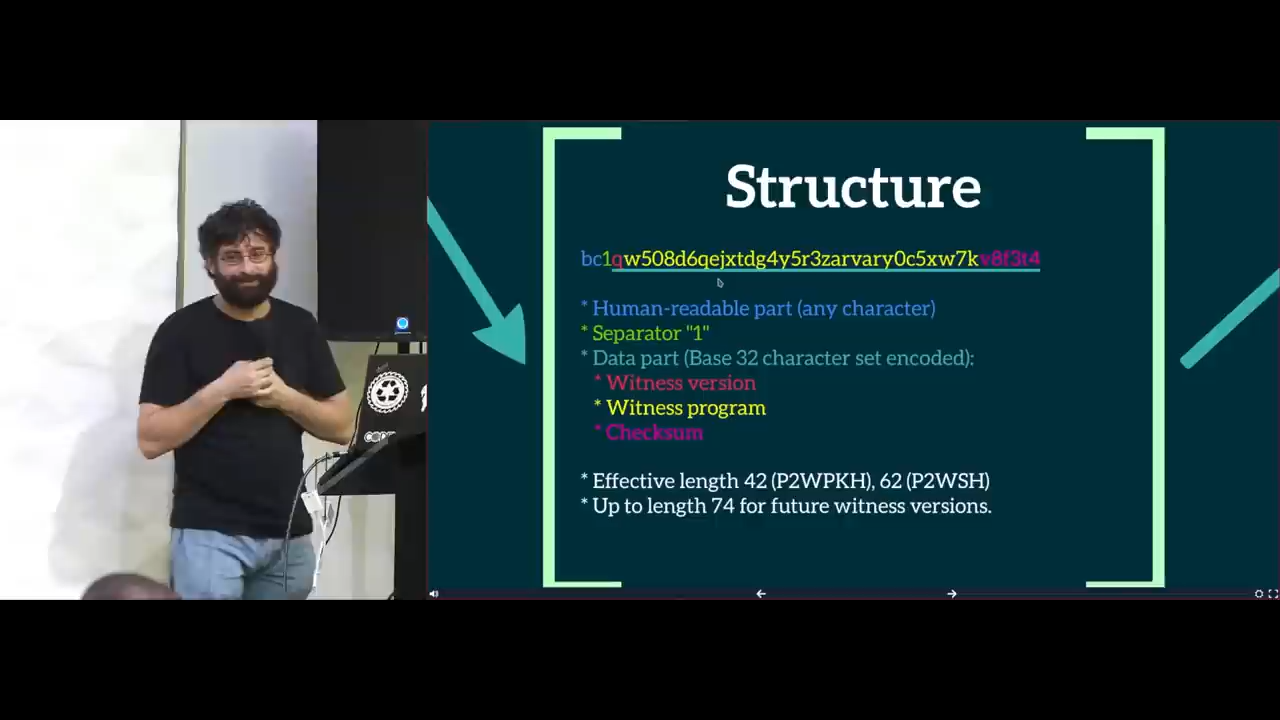 Structure
bc1qw508d6qejxtdg4y5r3zarvary0c5xw7kv8f3t4
* Human-readable part (any character)
* Separator "1"
* Data part (Base 32 character set encoded):
* Witness version
* Witness program
* Checksum
* Effective length 42 (P2WPKH), 62 (P2WSH)
* Up to length 74 for future witness versions.